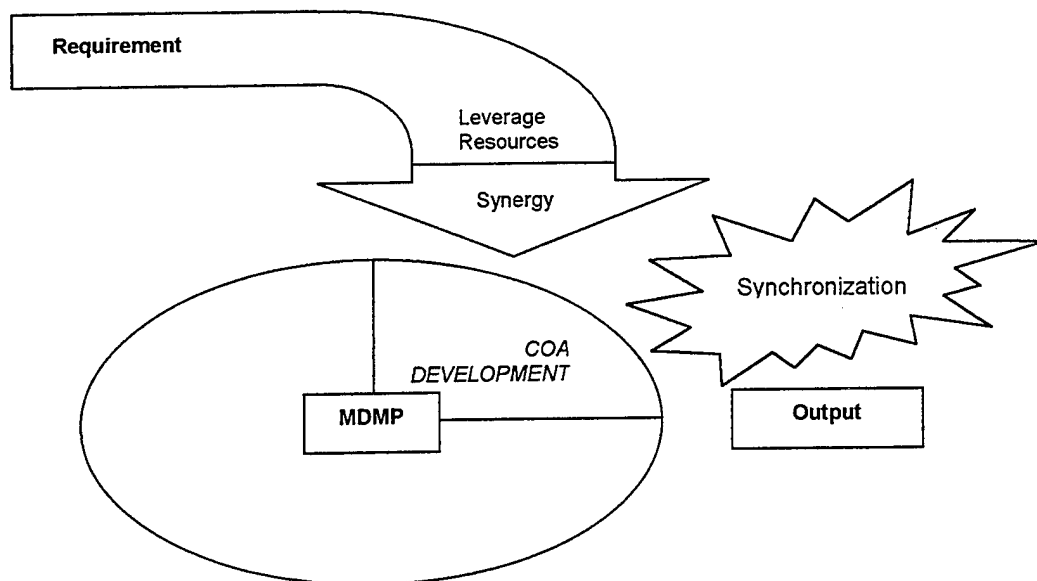 Requirement
Leverage
Resources
Synergy
Synchronization
COA
DEVELOPMENT
MDMP
Output